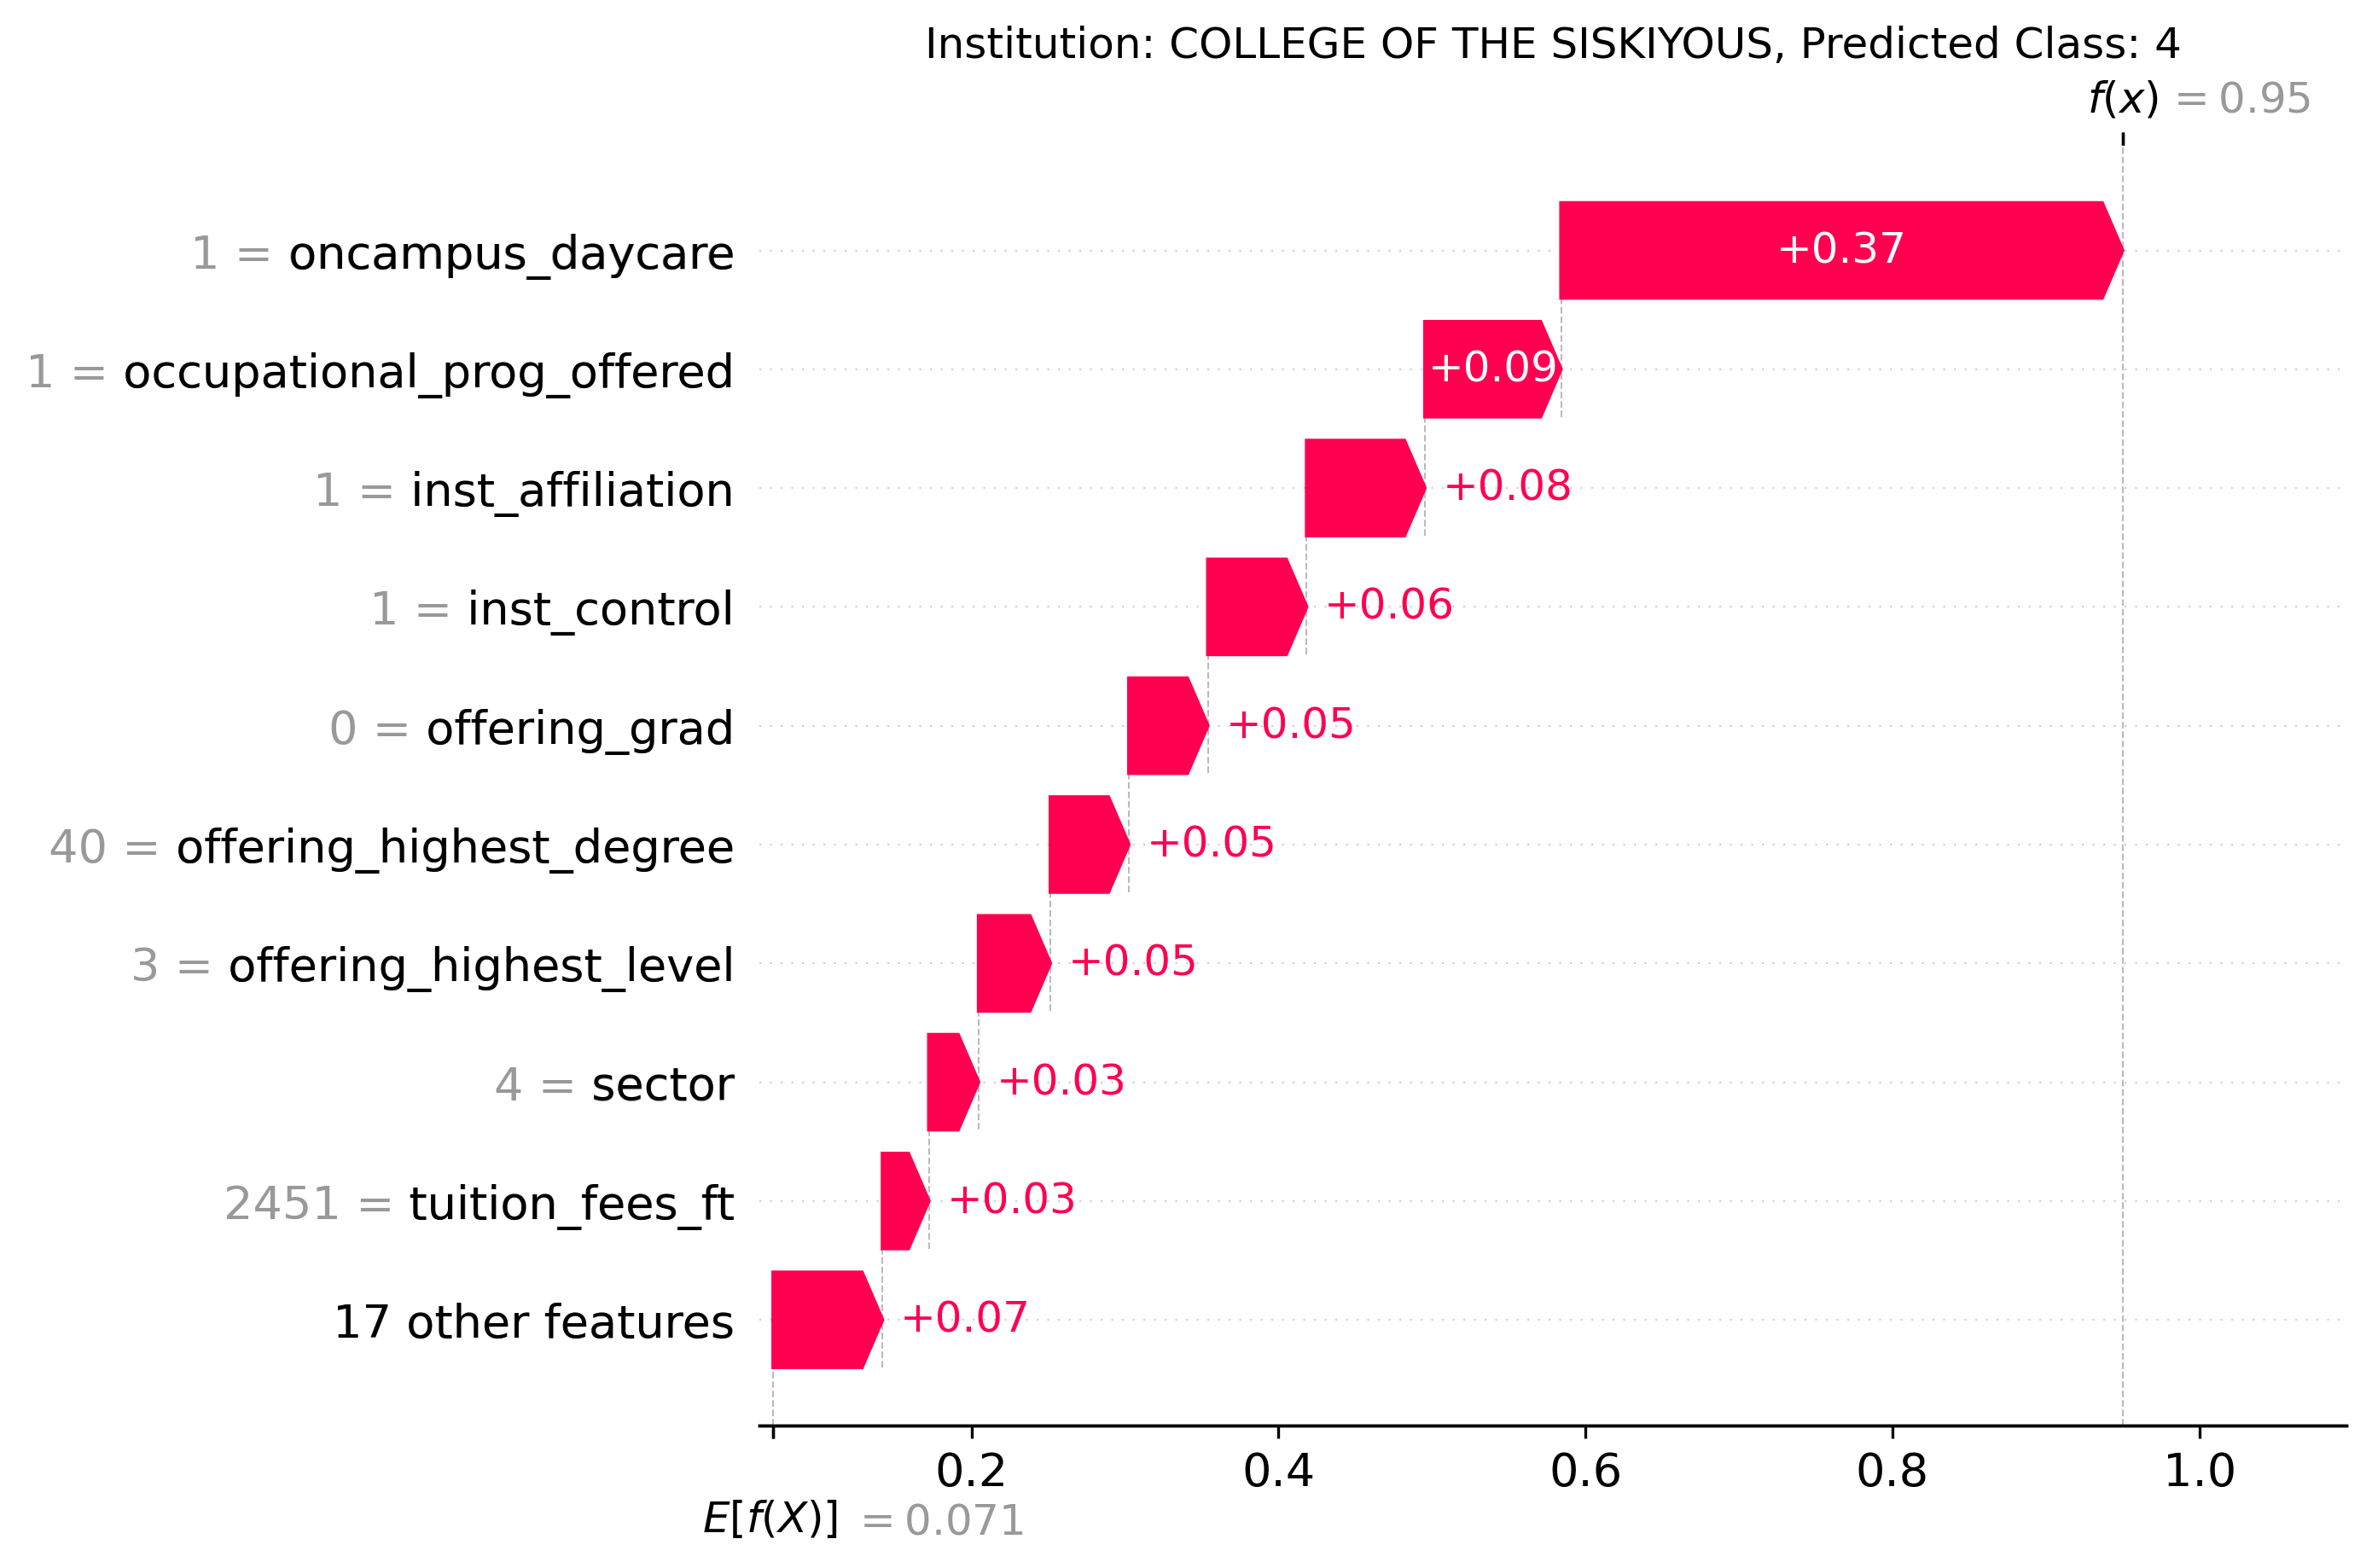 Institution: COLLEGE OF THE SISKIYOUS, Predicted Class: 4
f(x) = 0.95
1 = oncampus_daycare +0.37
1 = occupational_prog_offered +0.09
1 = inst_affiliation +0.08
1 = inst_control +0.06
0 = offering_grad +0.05
40 = offering_highest_degree +0.05
3 = offering_highest_level +0.05
4 = sector +0.03
2451 = tuition_fees_ft +0.03
17 other features +0.07
0.2 0.4 0.6 0.8 1.0
E[f(X)] = 0.071